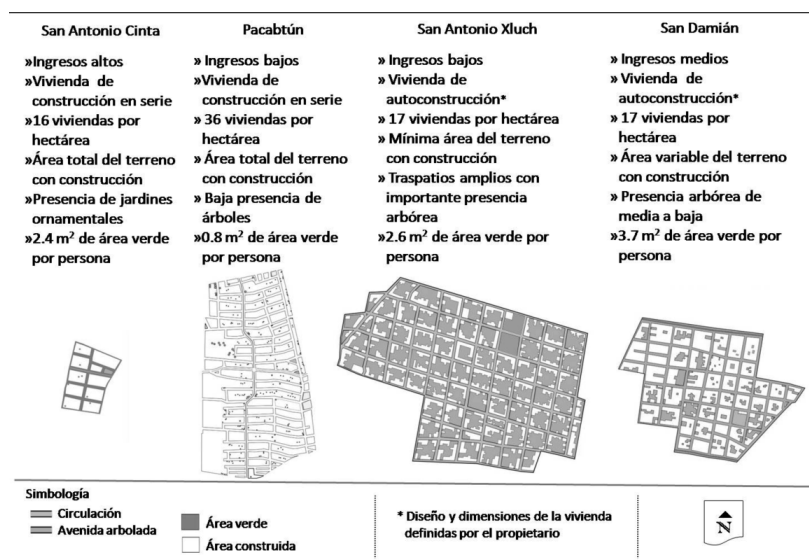 San Antonio Cinta
»Ingresos altos
»Vivienda de
construcción en serie
»16 viviendas por
hectárea
»Área total del terreno
con construcción
»Presencia de jardines
ornamentales
»2.4 m² de área verde
por persona
Pacabtún
» Ingresos bajos
»Vivienda de
construcción en serie
» 36 viviendas por
hectárea
» Área total del terreno
con construcción
» Baja presencia de
árboles
»0.8 m² de área verde
por persona
San Antonio Xluch
» Ingresos bajos
» Vivienda de
autoconstrucción*
» 17 viviendas por hectárea
» Mínima área del terreno
con construcción
» Traspatios amplios con
importante presencia
arbórea
»2.6 m² de área verde por
persona
San Damián
» Ingresos medios
» Vivienda de
autoconstrucción*
» 17 viviendas por
hectárea
» Área variable del terreno
con construcción
» Presencia arbórea de
media a baja
» 3.7 m² de área verde por
persona
Simbología
Circulación
Avenida arbolada
Área verde
Área construida
* Diseño y dimensiones de la vivienda
definidas por el propietario
N